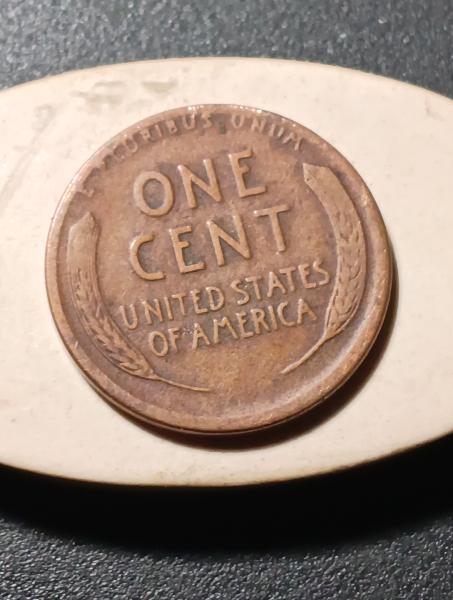 E PLURIBUS UNUM
ONE
CENT
UNITED STATES
OF AMERICA